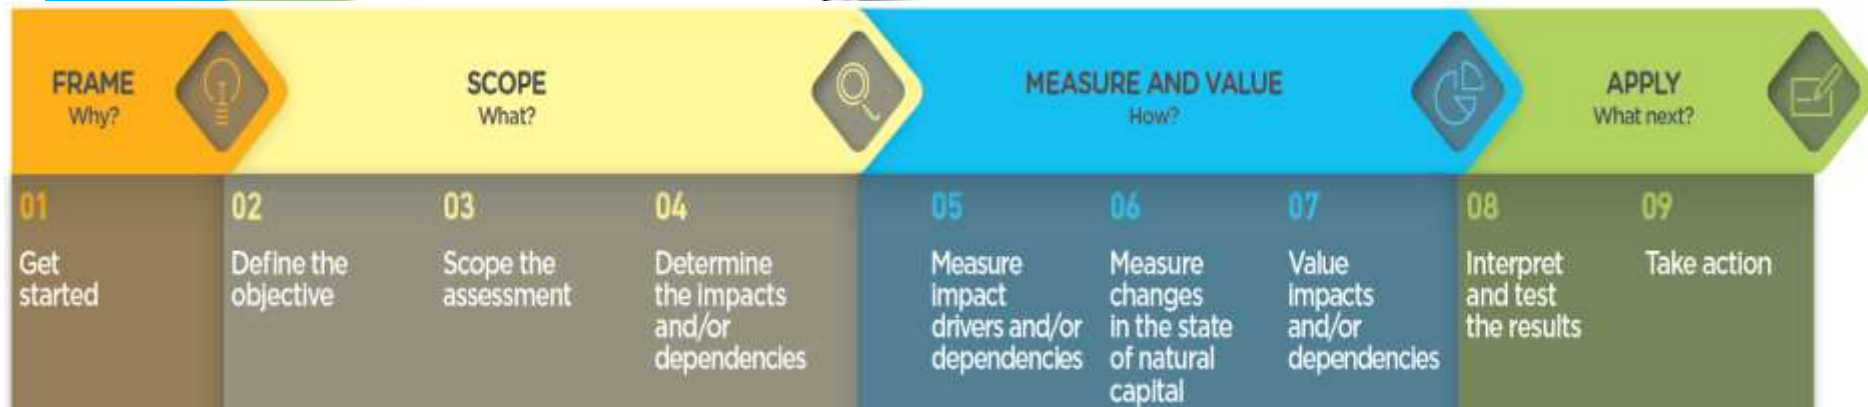 FRAME
Why?
SCOPE
What?
MEASURE AND VALUE
How?
APPLY
What next?
01
Get
started
02
Define the
objective
03
Scope the
assessment
04
Determine
the impacts
and/or
dependencies
05
Measure
impact
drivers and/or
dependencies
06
Measure
changes
in the state
of natural
capital
07
Value
impacts
and/or
dependencies
08
Interpret
and test
the results
09
Take action